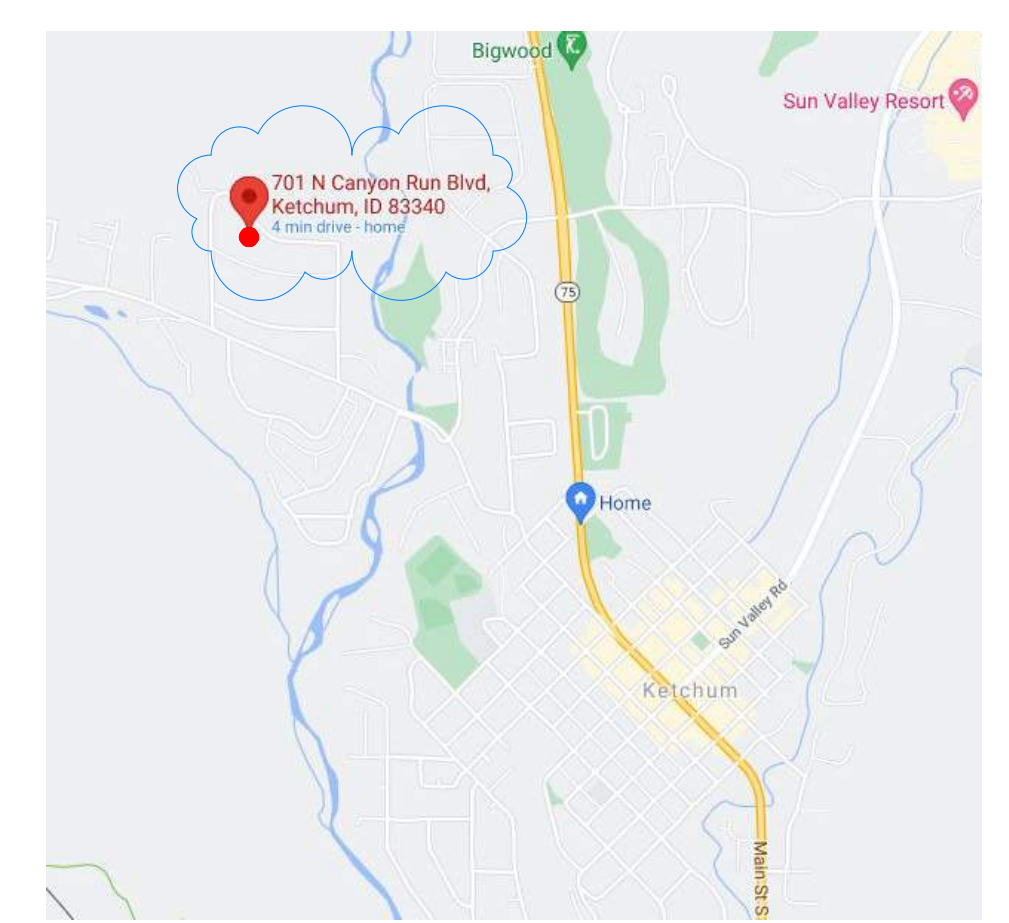 Bigwood
Sun Valley Resort
701 N Canyon Run Blvd,
Ketchum, ID 83340
4 min drive - home
75
Home
Sun Valley Rd
Ketchum
Main St S